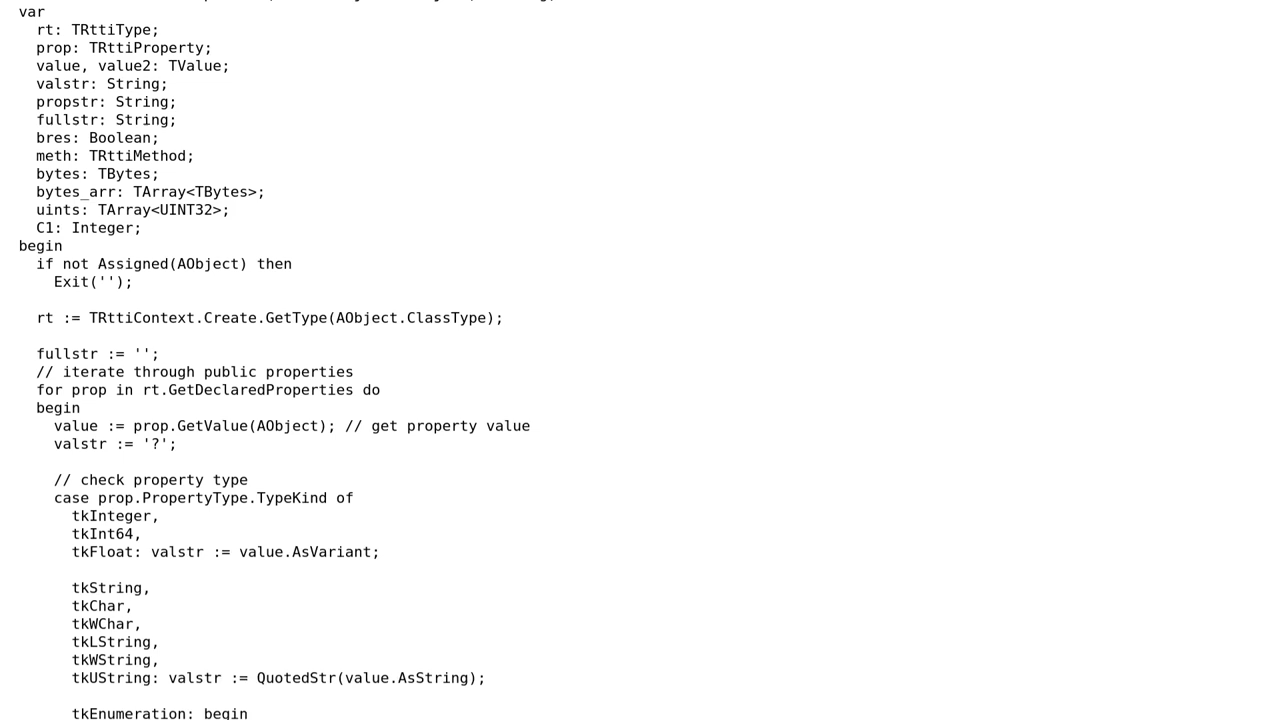 var
  rt: TRttiType;
  prop: TRttiProperty;
  value, value2: TValue;
  valstr: String;
  propstr: String;
  fullstr: String;
  bres: Boolean;
  meth: TRttiMethod;
  bytes: TBytes;
  bytes_arr: TArray<TBytes>;
  uints: TArray<UINT32>;
  C1: Integer;
begin
  if not Assigned(AObject) then
    Exit('');

  rt := TRttiContext.Create.GetType(AObject.ClassType);

  fullstr := '';
  // iterate through public properties
  for prop in rt.GetDeclaredProperties do
  begin
    value := prop.GetValue(AObject); // get property value
    valstr := '?';

    // check property type
    case prop.PropertyType.TypeKind of
      tkInteger,
      tkInt64,
      tkFloat: valstr := value.AsVariant;

      tkString,
      tkChar,
      tkWChar,
      tkLString,
      tkWString,
      tkUString: valstr := QuotedStr(value.AsString);

      tkEnumeration: begin